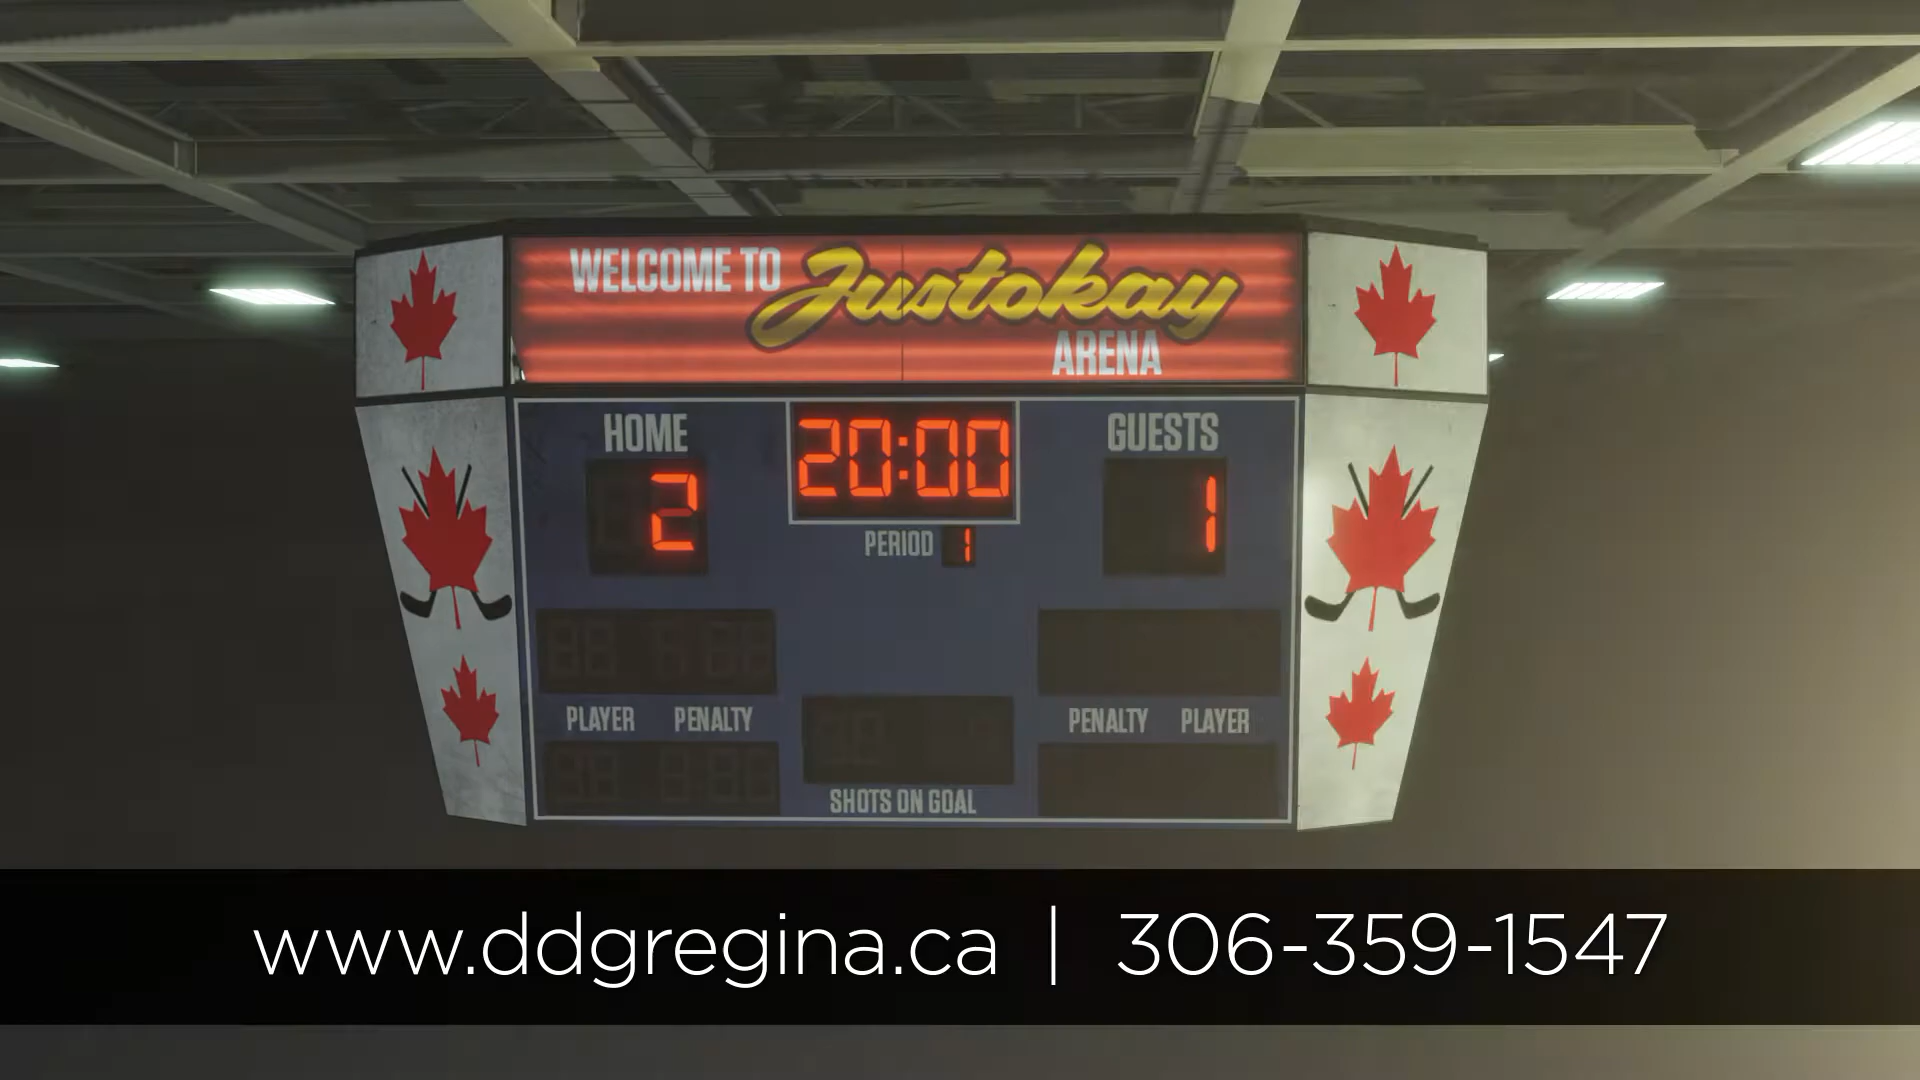 WELCOME TO Justokay
ARENA
HOME
20:00
GUESTS
2
1
PERIOD 1
PLAYER PENALTY
PENALTY PLAYER
SHOTS ON GOAL
www.ddgregina.ca | 306-359-1547